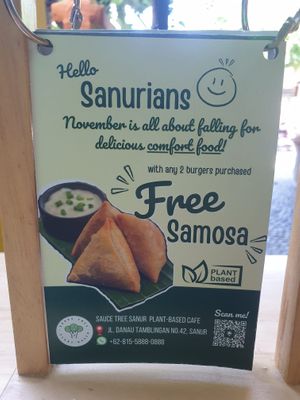 Hello
Sanurians
November is all about falling for
delicious comfort food!
with any 2 burgers purchased
Free
Samosa
PLANT
based
Scan me!
SAUCE TREE SANUR PLANT-BASED CAFE
JL. DANAU TAMBLINGAN NO.42, SANUR
+62-815-5888-0888